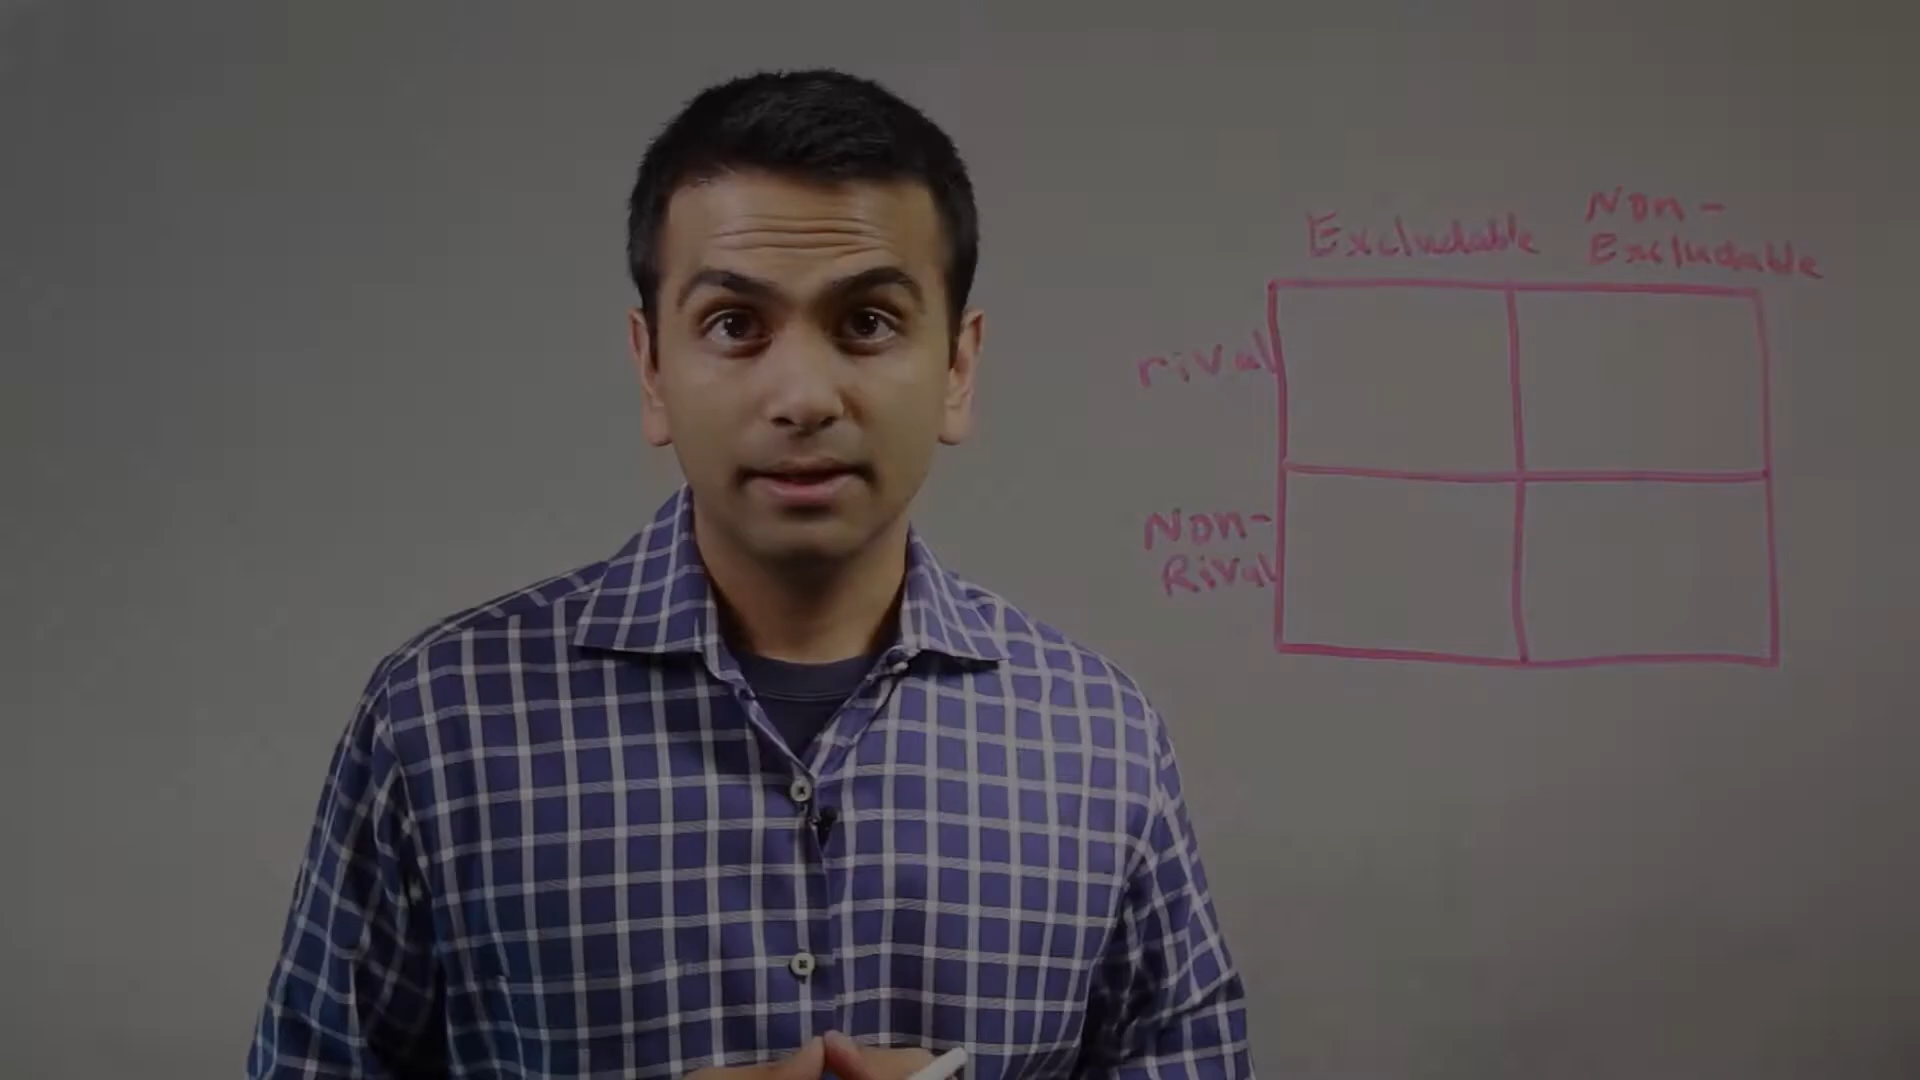 Excludable
Non-
Excludable
rival
Non-
Rival